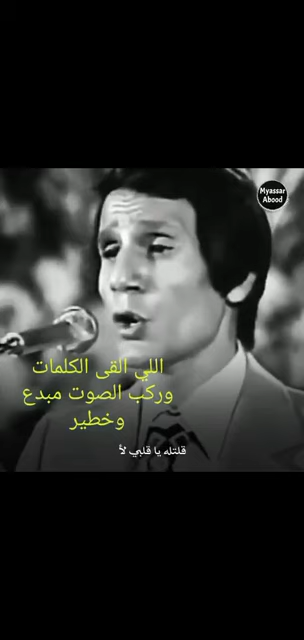 Myassar
Abood
اللي القى الكلمات
وركب الصوت مبدع
وخطير
قلتله يا قلبي لأ